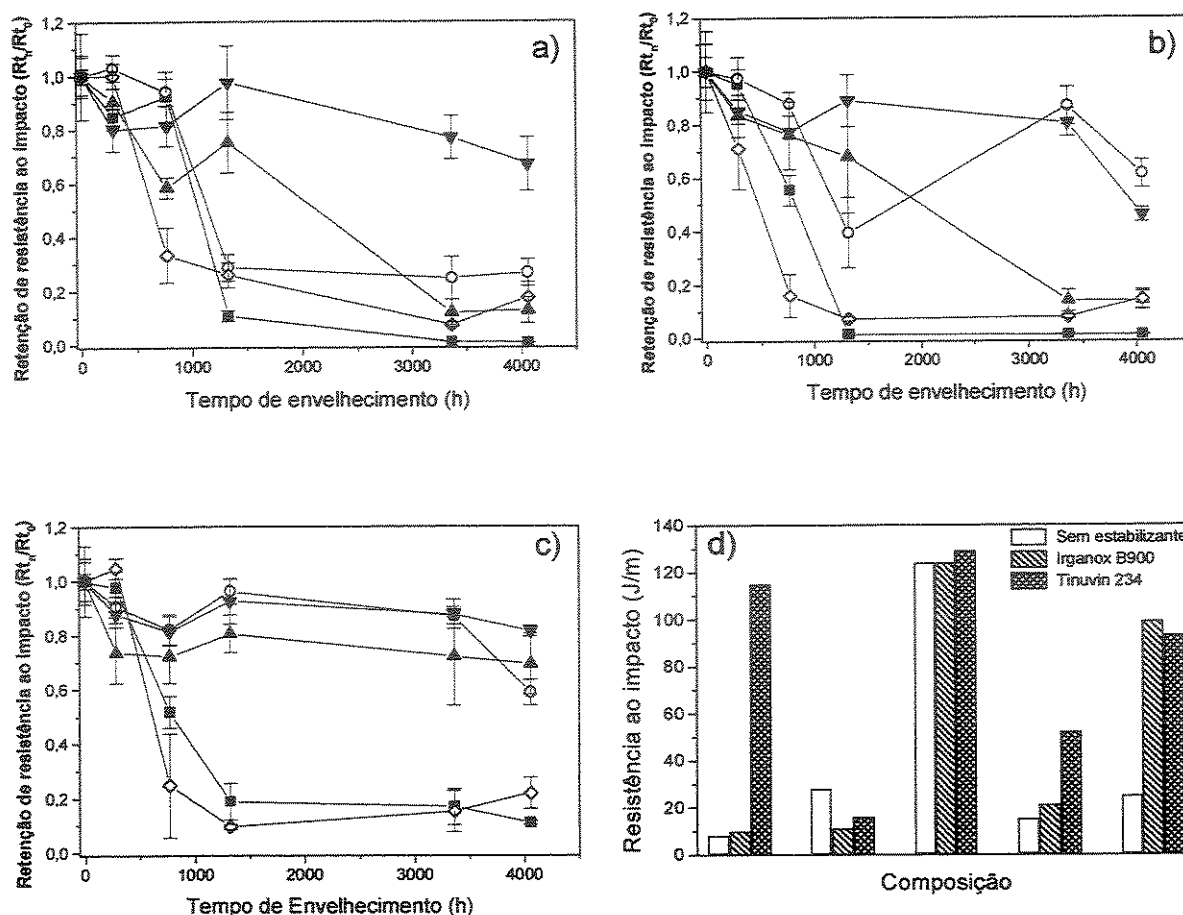 Retenção de resistência ao impacto (Rtₙ/Rt₀)
1,2
1,0
0,8
0,6
0,4
0,2
0,0
a)
0
1000
2000
3000
4000
Tempo de envelhecimento (h)
Retenção de resistência ao impacto (Rtₙ/Rt₀)
1,2
1,0
0,8
0,6
0,4
0,2
0,0
b)
0
1000
2000
3000
4000
Tempo de envelhecimento (h)
Retenção de resistência ao Impacto (Rtₙ/Rt₀)
1,2
1,0
0,8
0,6
0,4
0,2
0,0
c)
0
1000
2000
3000
4000
Tempo de Envelhecimento (h)
Resistência ao impacto (J/m)
140
120
100
80
60
40
20
0
d)
Sem estabilizante
Irganox B900
Tinuvin 234
Composição